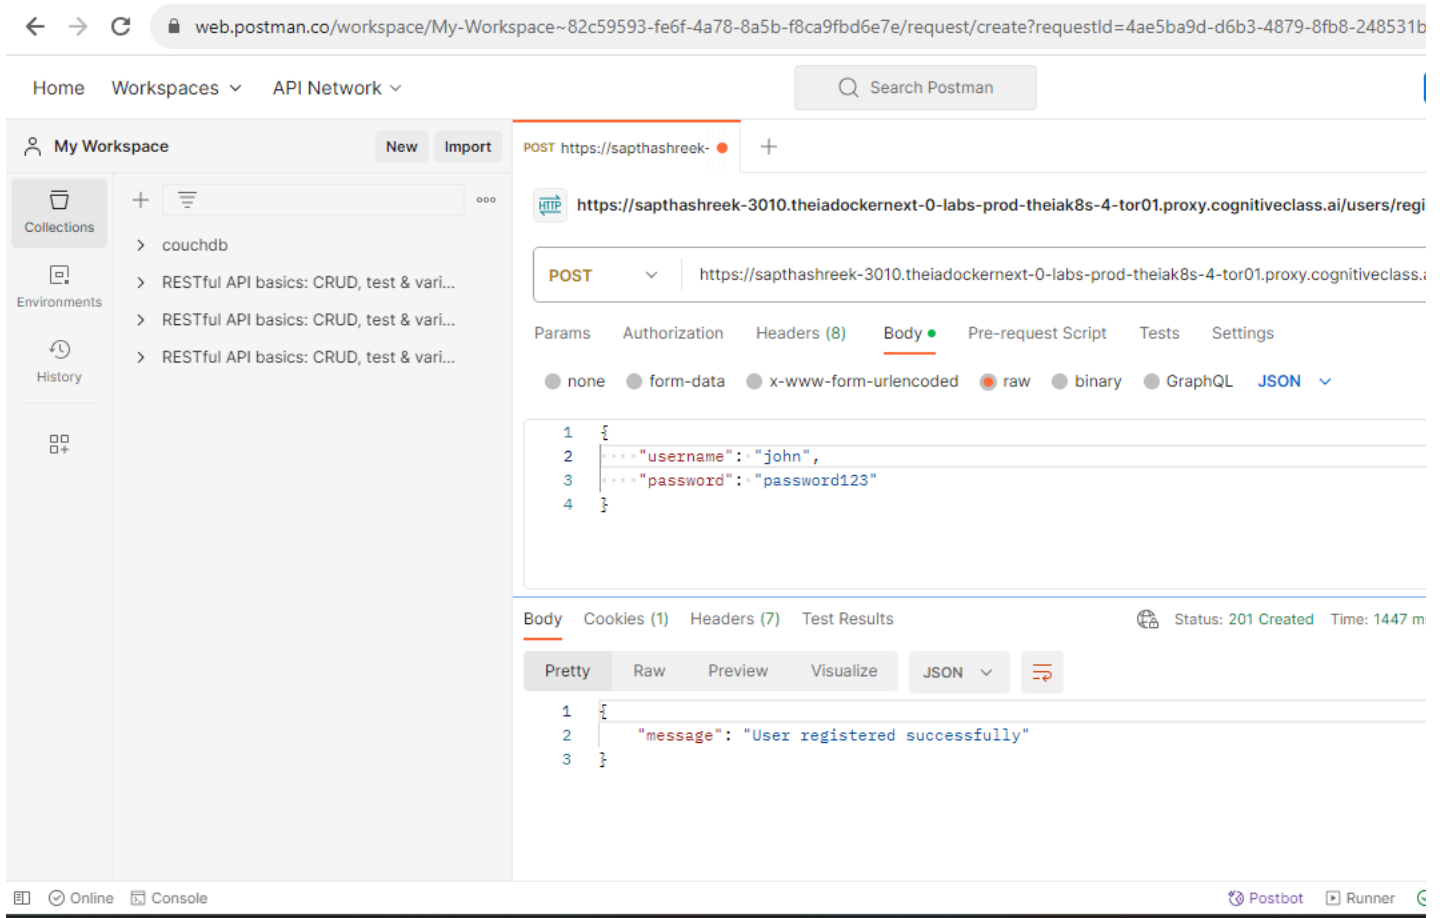 web.postman.co/workspace/My-Workspace~82c59593-fe6f-4a78-8a5b-f8ca9fbd6e7e/request/create?requestId=4ae5ba9d-d6b3-4879-8fb8-248531b
Home Workspaces API Network Search Postman
My Workspace New Import
POST https://sapthashreek-
Collections
Environments
History
couchdb
RESTful API basics: CRUD, test & vari...
RESTful API basics: CRUD, test & vari...
RESTful API basics: CRUD, test & vari...
HTTP https://sapthashreek-3010.theiadockernext-0-labs-prod-theiak8s-4-tor01.proxy.cognitiveclass.ai/users/regi
POST https://sapthashreek-3010.theiadockernext-0-labs-prod-theiak8s-4-tor01.proxy.cognitiveclass.a
Params Authorization Headers (8) Body Pre-request Script Tests Settings
none form-data x-www-form-urlencoded raw binary GraphQL JSON
1 {
2 "username": "john",
3 "password": "password123"
4 }
Body Cookies (1) Headers (7) Test Results Status: 201 Created Time: 1447 m
Pretty Raw Preview Visualize JSON
1 {
2 "message": "User registered successfully"
3 }
Online Console Postbot Runner